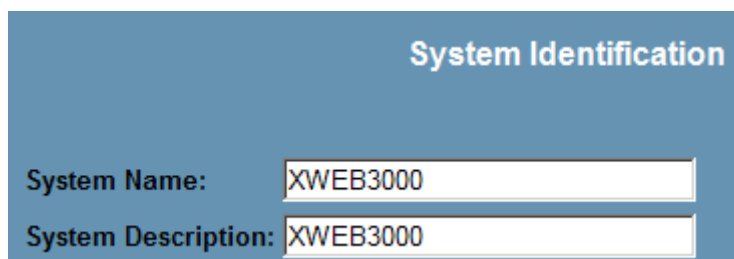 System Identification
System Name: XWEB3000
System Description: XWEB3000